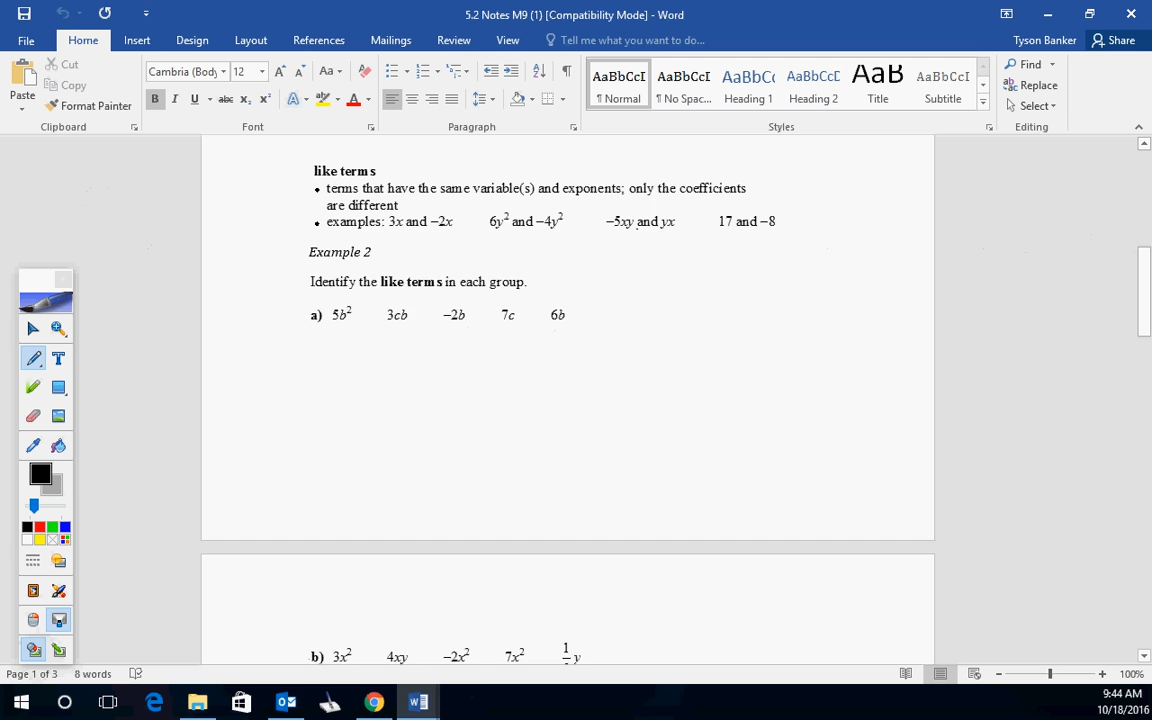 5.2 Notes M9 (1) [Compatibility Mode] - Word
File Home Insert Design Layout References Mailings Review View Tell me what you want to do... Tyson Banker Share
Paste
Cut
Copy
Format Painter
Clipboard
Cambria (Body 12
Font
Paragraph
AaBbCcI AaBbCcI AaBbCc AaBbCcI AaB AaBbCcI
¶ Normal ¶ No Spac... Heading 1 Heading 2 Title Subtitle
Styles
Find
Replace
Select
Editing
like terms
• terms that have the same variable(s) and exponents; only the coefficients
are different
• examples: 3x and −2x 6y² and −4y² −5xy and yx 17 and −8
Example 2
Identify the like terms in each group.
a) 5b² 3cb −2b 7c 6b
b) 3x² 4xy −2x² 7x² 1 y
Page 1 of 3 8 words 100%
9:44 AM
10/18/2016